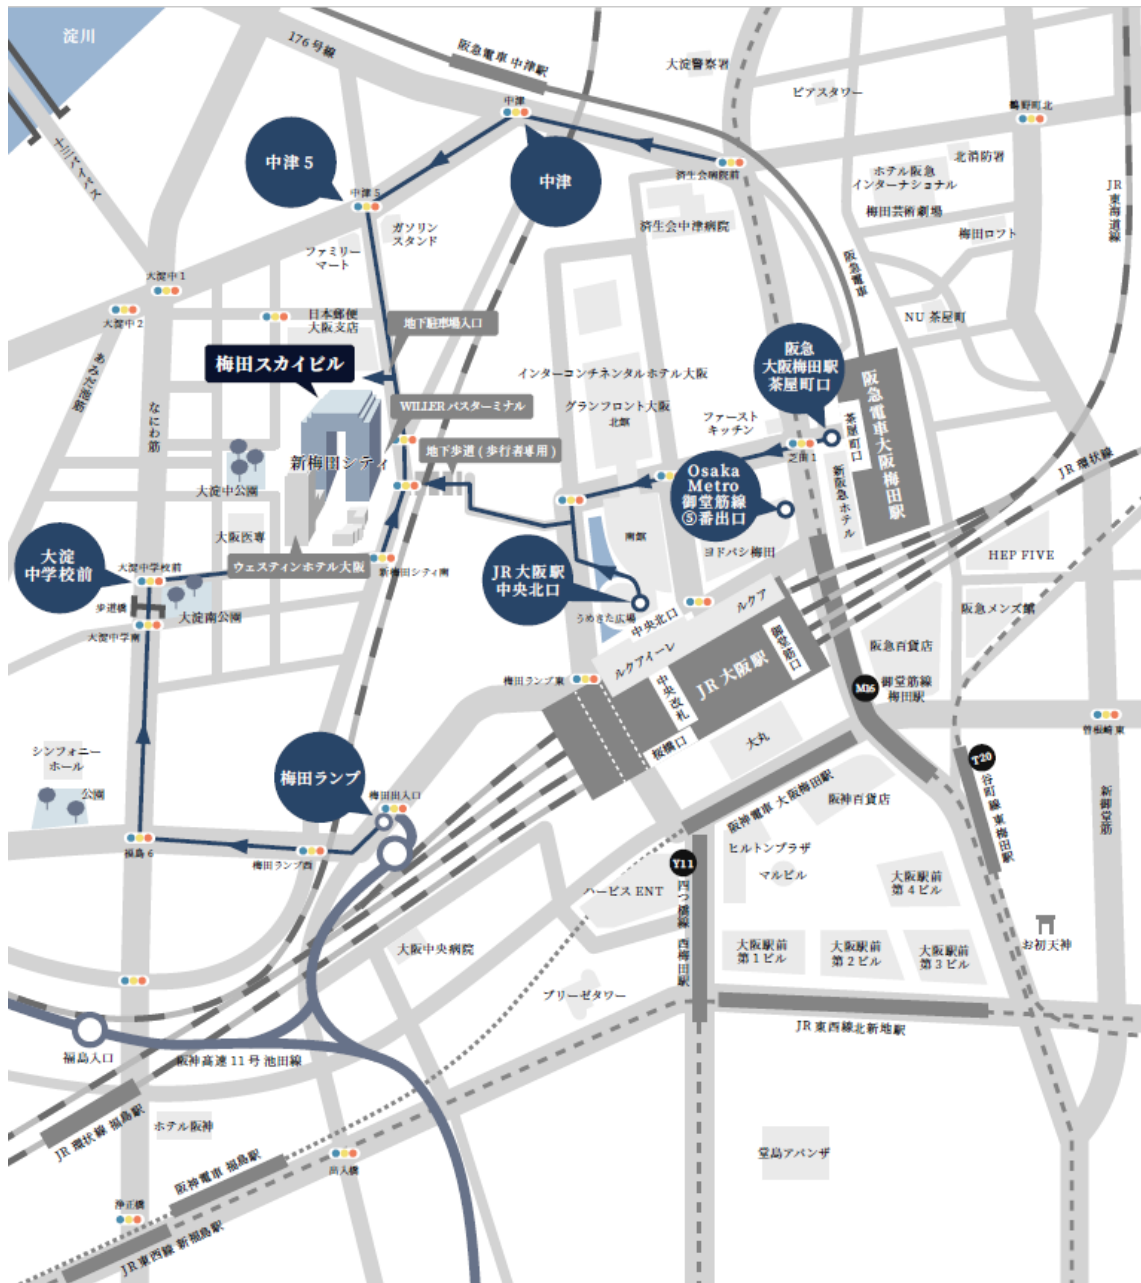 淀川
176号線
阪急電車 中津駅
大淀警察署
ピアスタワー
鶴野町北
中津
十三バイパス
中津5
中津
済生会病院前
北消防署
ホテル阪急
インターナショナル
JR東海道線
中津5
ガソリン
スタンド
済生会中津病院
梅田芸術劇場
梅田ロフト
ファミリー
マート
阪急電車
大淀中1
大淀中2
日本郵便
大阪支店
地下駐車場入口
NU 茶屋町
あみだ池筋
梅田スカイビル
阪急
大阪梅田駅
茶屋町口
インターコンチネンタルホテル大阪
グランフロント大阪
北館
WILLER バスターミナル
ファースト
キッチン
なにわ筋
茶屋町口
阪急電車大阪梅田駅
地下歩道(歩行者専用)
芝田1
JR環状線
新梅田シティ
Osaka
Metro
御堂筋線
⑤番出口
新阪急ホテル
大淀中公園
大阪医専
南館
ヨドバシ梅田
HEP FIVE
大淀
中学校前
大淀中学校前
ウェスティンホテル大阪
新梅田シティ南
JR大阪駅
中央北口
歩道橋
大淀南公園
うめきた広場
中央北口
ルクア
阪急メンズ館
大淀中学南
ルクアイーレ
御堂筋口
阪急百貨店
梅田ランプ東
JR大阪駅
中央改札
M16
御堂筋線
梅田駅
曽根崎東
シンフォニー
ホール
桜橋口
大丸
T20
谷町線 東梅田駅
梅田ランプ
公園
梅田出入口
阪神電車 大阪梅田駅
阪神百貨店
新御堂筋
福島6
梅田ランプ西
Y11
四つ橋線 西梅田駅
ヒルトンプラザ
マルビル
ハービス ENT
大阪駅前
第4ビル
大阪中央病院
大阪駅前
第1ビル
大阪駅前
第2ビル
大阪駅前
第3ビル
お初天神
ブリーゼタワー
JR東西線北新地駅
福島入口
阪神高速11号 池田線
JR環状線 福島駅
ホテル阪神
出入橋
堂島アバンザ
阪神電車 福島駅
浄正橋
JR東西線 新福島駅